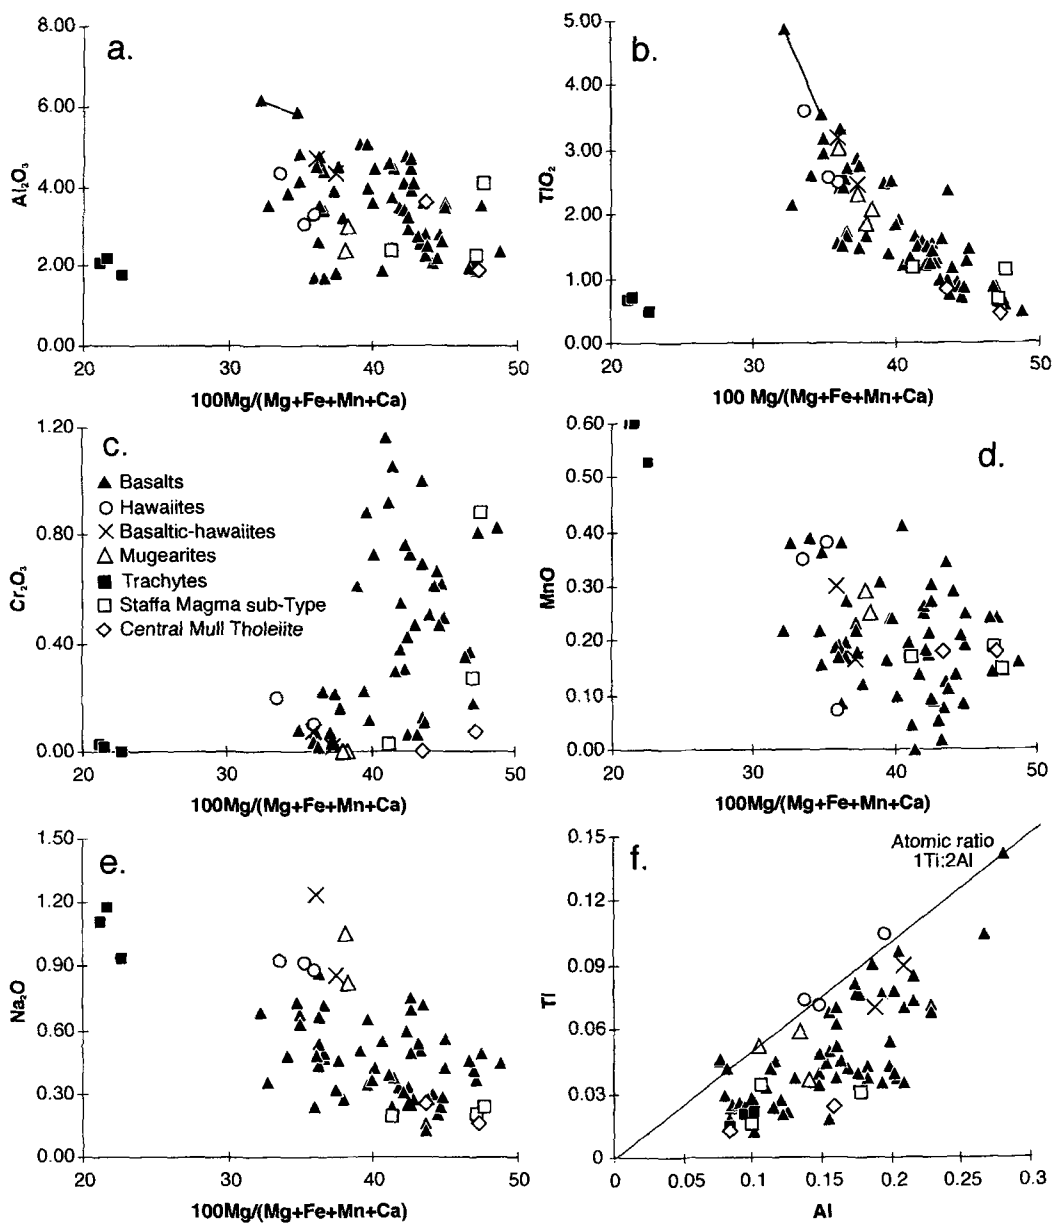 a.
8.00
6.00
4.00
2.00
0.00
Al₂O₃
20 30 40 50
100Mg/(Mg+Fe+Mn+Ca)
b.
5.00
4.00
3.00
2.00
1.00
0.00
TiO₂
20 30 40 50
100 Mg/(Mg+Fe+Mn+Ca)
c.
1.20
0.80
0.40
0.00
Cr₂O₃
Basalts
Hawaiites
Basaltic-hawaiites
Mugearites
Trachytes
Staffa Magma sub-Type
Central Mull Tholeiite
20 30 40 50
100Mg/(Mg+Fe+Mn+Ca)
d.
0.60
0.50
0.40
0.30
0.20
0.10
0.00
MnO
20 30 40 50
100Mg/(Mg+Fe+Mn+Ca)
e.
1.50
1.20
0.90
0.60
0.30
0.00
Na₂O
20 30 40 50
100Mg/(Mg+Fe+Mn+Ca)
f.
Atomic ratio
1Ti:2Al
0.15
0.12
0.09
0.06
0.03
0
Ti
0 0.05 0.1 0.15 0.2 0.25 0.3
Al